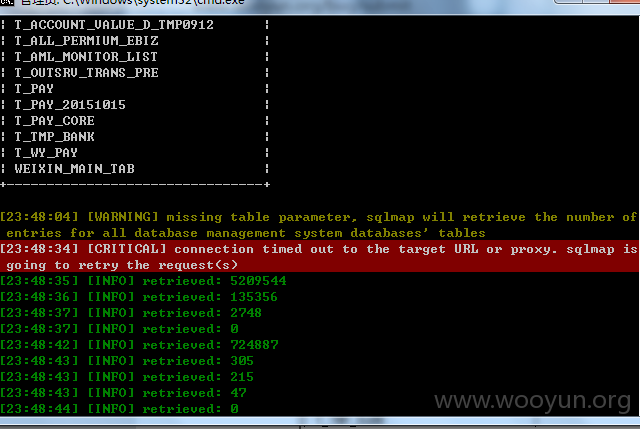 管理员: C:\Windows\system32\cmd.exe
¦ T_ACCOUNT_VALUE_D_TMP0912 ¦
¦ T_ALL_PERMIUM_EBIZ ¦
¦ T_AML_MONITOR_LIST ¦
¦ T_OUTSRV_TRANS_PRE ¦
¦ T_PAY ¦
¦ T_PAY_20151015 ¦
¦ T_PAY_CORE ¦
¦ T_TMP_BANK ¦
¦ T_WY_PAY ¦
¦ WEIXIN_MAIN_TAB ¦
+--------------------------------+
[23:48:04] [WARNING] missing table parameter, sqlmap will retrieve the number of
entries for all database management system databases' tables
[23:48:34] [CRITICAL] connection timed out to the target URL or proxy. sqlmap is
going to retry the request(s)
[23:48:35] [INFO] retrieved: 5209544
[23:48:36] [INFO] retrieved: 135356
[23:48:37] [INFO] retrieved: 2748
[23:48:37] [INFO] retrieved: 0
[23:48:42] [INFO] retrieved: 724887
[23:48:43] [INFO] retrieved: 305
[23:48:43] [INFO] retrieved: 215
[23:48:43] [INFO] retrieved: 47
[23:48:44] [INFO] retrieved: 0
www.wooyun.org